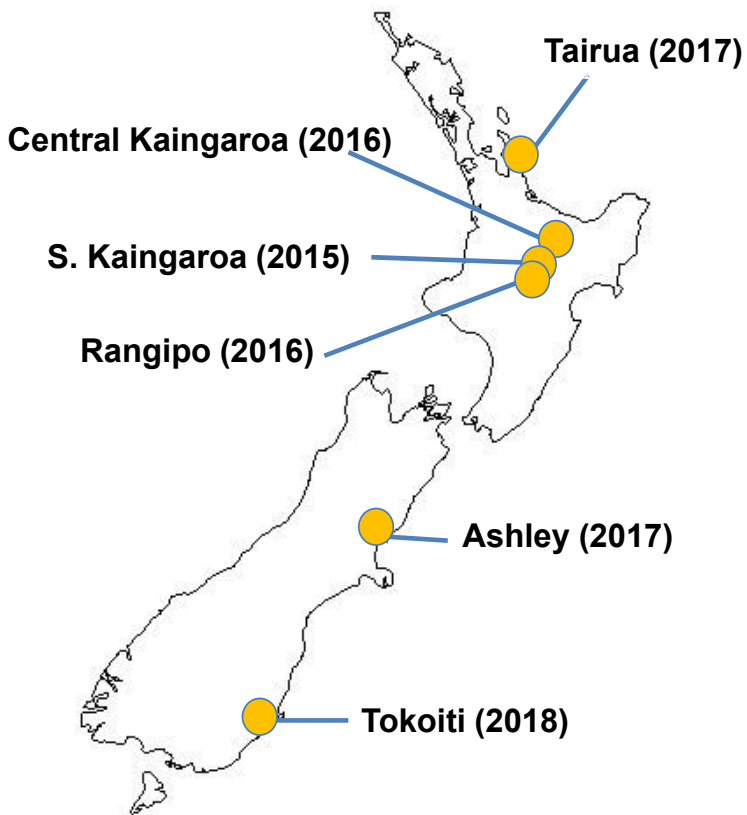 Tairua (2017)
Central Kaingaroa (2016)
S. Kaingaroa (2015)
Rangipo (2016)
Ashley (2017)
Tokoiti (2018)